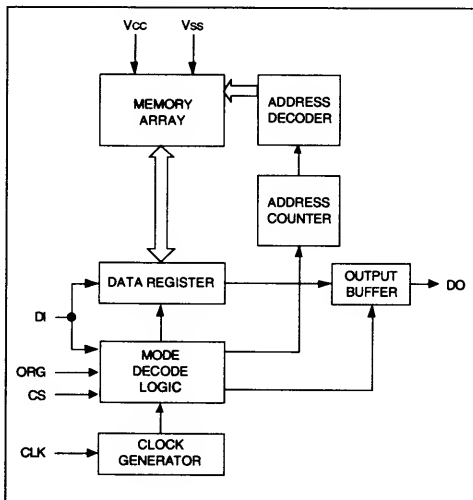 Vcc Vss
MEMORY
ARRAY
ADDRESS
DECODER
ADDRESS
COUNTER
DATA REGISTER
OUTPUT
BUFFER
DO
DI
MODE
DECODE
LOGIC
ORG
CS
CLK
CLOCK
GENERATOR